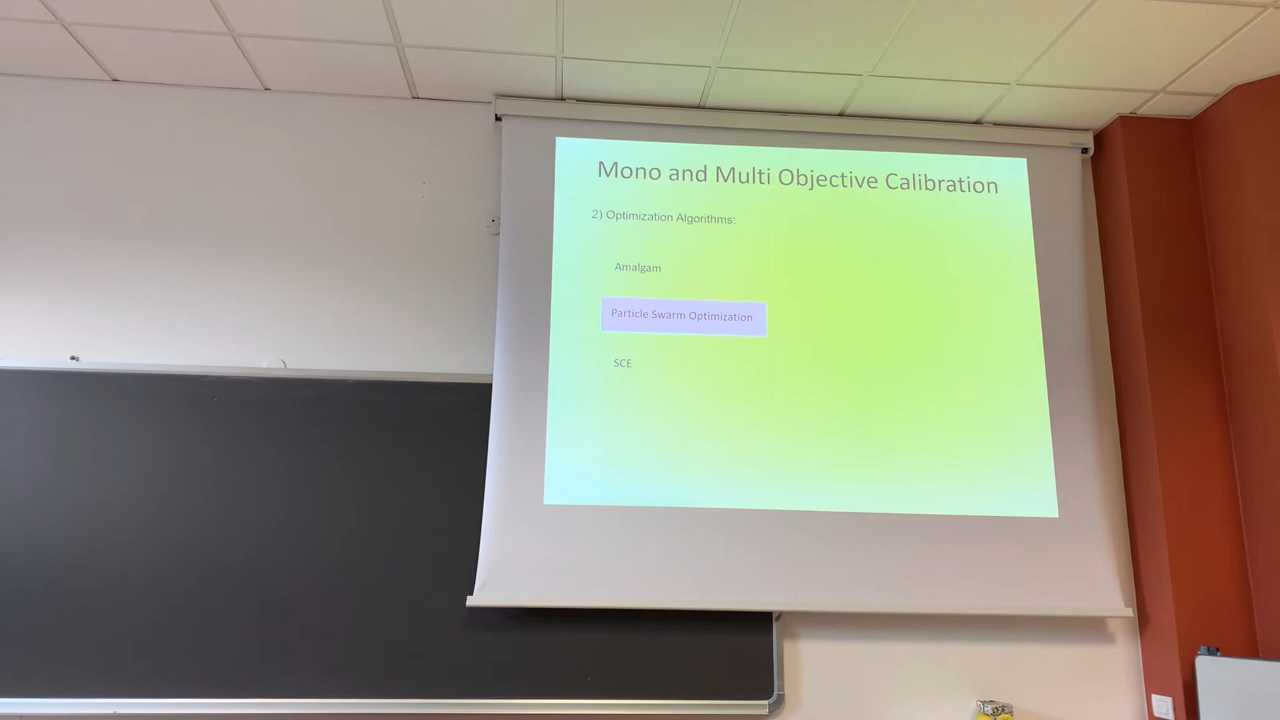 Mono and Multi Objective Calibration
2) Optimization Algorithms:
Amalgam
Particle Swarm Optimization
SCE